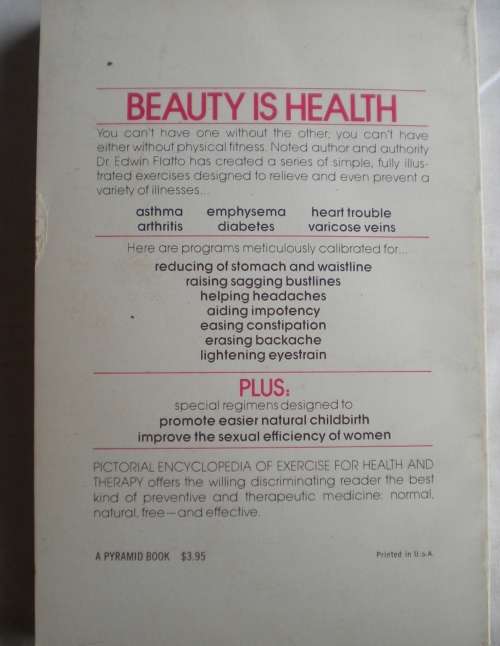 BEAUTY IS HEALTH
You can't have one without the other; you can't have
either without physical fitness. Noted author and authority
Dr. Edwin Flatto has created a series of simple, fully illus-
trated exercises designed to relieve and even prevent a
variety of illnesses...
asthma emphysema heart trouble
arthritis diabetes varicose veins
Here are programs meticulously calibrated for...
reducing of stomach and waistline
raising sagging bustlines
helping headaches
aiding impotency
easing constipation
erasing backache
lightening eyestrain
PLUS:
special regimens designed to
promote easier natural childbirth
improve the sexual efficiency of women
PICTORIAL ENCYCLOPEDIA OF EXERCISE FOR HEALTH AND
THERAPY offers the willing discriminating reader the best
kind of preventive and therapeutic medicine: normal,
natural, free—and effective.
A PYRAMID BOOK $3.95 Printed in U.S.A.